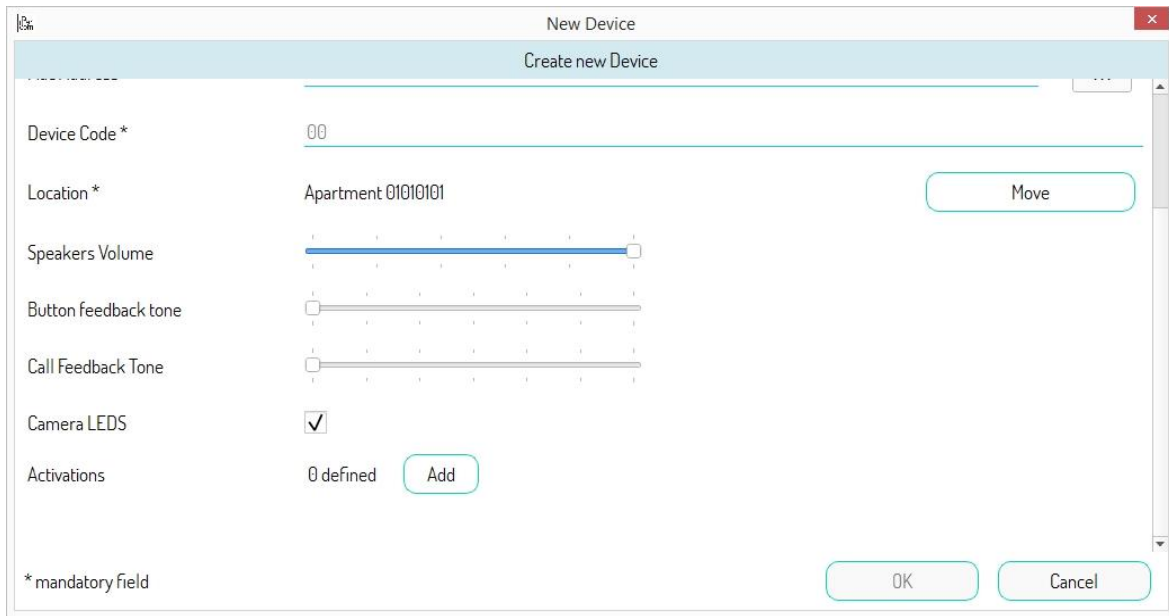 New Device
Create new Device
Device Code *
00
Location *
Apartment 01010101
Move
Speakers Volume
Button feedback tone
Call Feedback Tone
Camera LEDS
Activations
0 defined
Add
* mandatory field
OK
Cancel